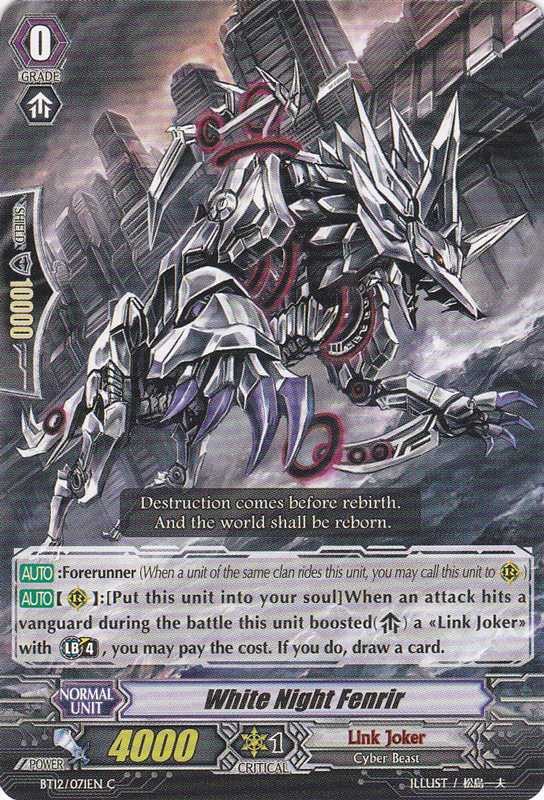 0
GRADE
SHIELD
10000
Destruction comes before rebirth.
And the world shall be reborn.
AUTO :Forerunner (When a unit of the same clan rides this unit, you may call this unit to RC)
AUTO【RC】:[Put this unit into your soul]When an attack hits a
vanguard during the battle this unit boosted( ) a «Link Joker»
with LB 4, you may pay the cost. If you do, draw a card.
NORMAL
UNIT
White Night Fenrir
POWER
4000
1
CRITICAL
Link Joker
Cyber Beast
BT12/071EN C
ILLUST / 松島一夫